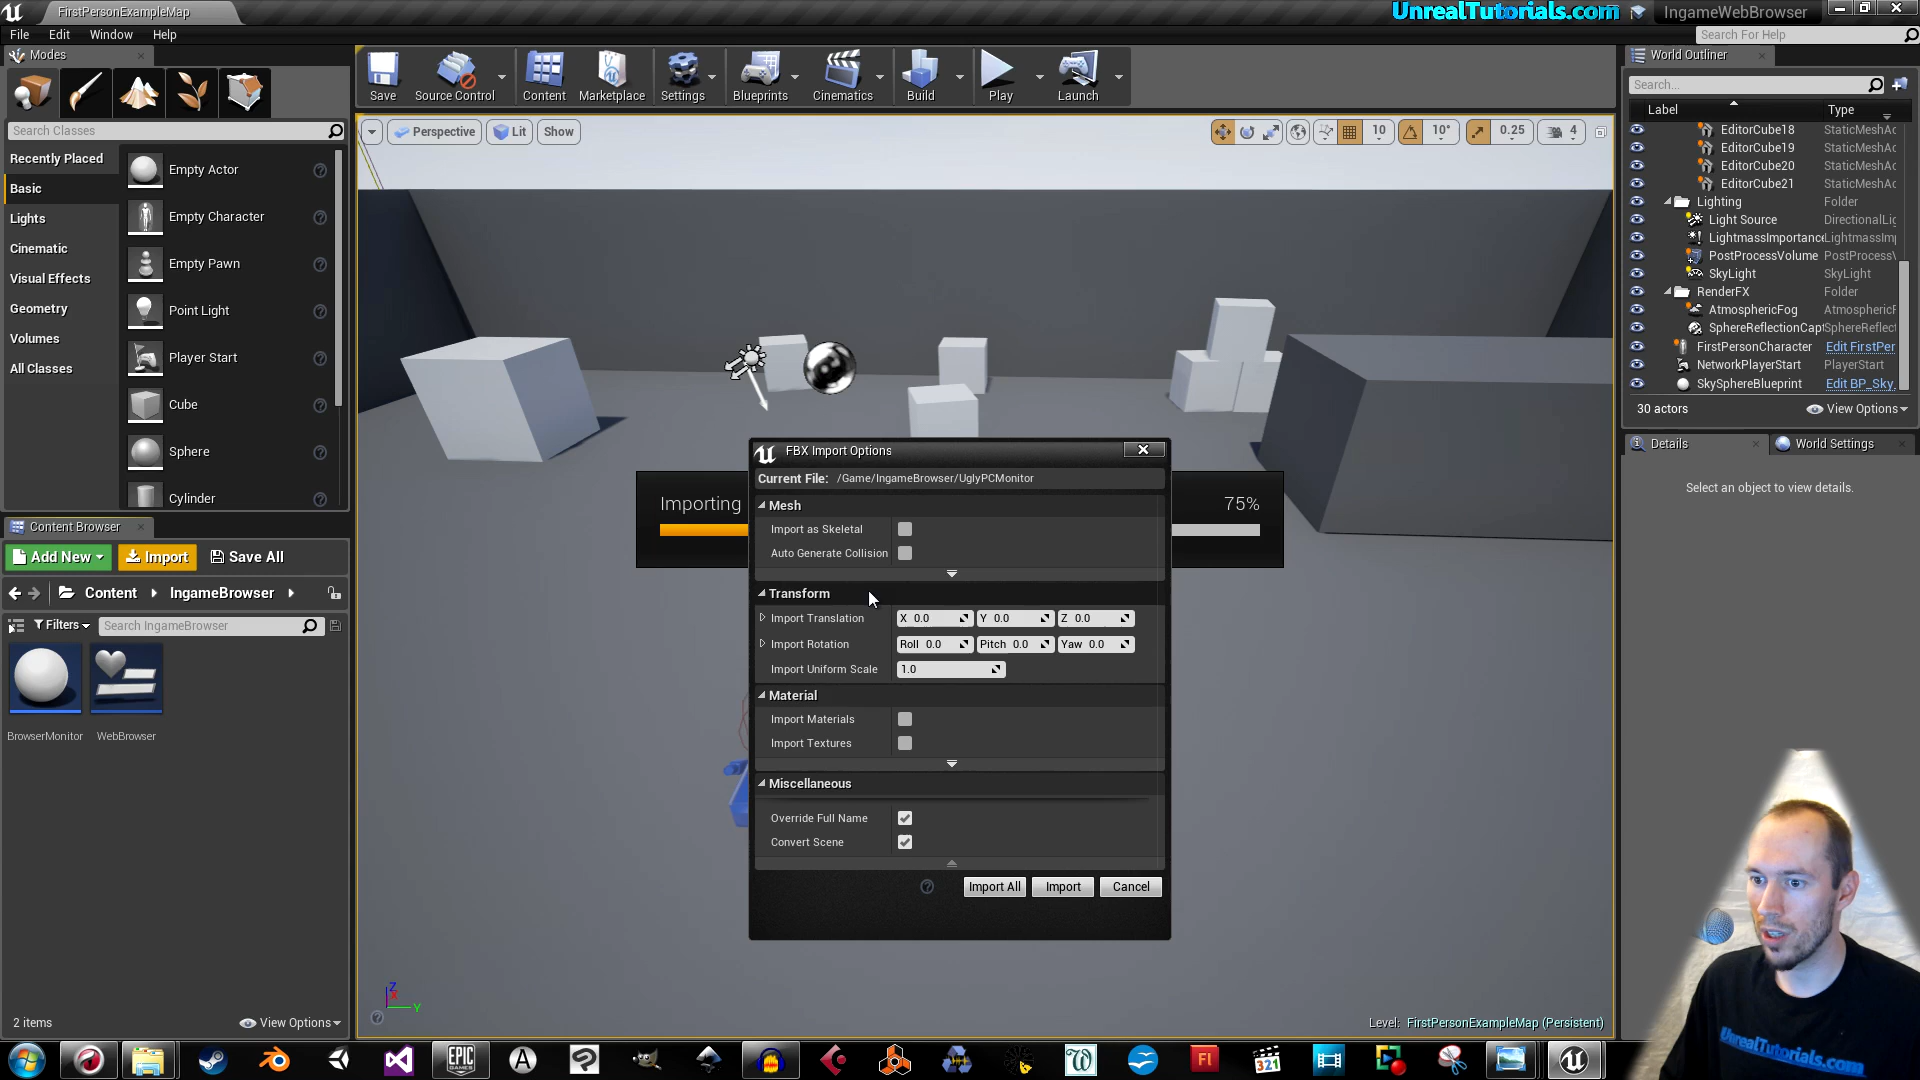 FirstPersonExampleMap
UnrealTutorials.com
IngameWebBrowser
File Edit Window Help
Search For Help
Modes
Save
Source Control
Content
Marketplace
Settings
Blueprints
Cinematics
Build
Play
Launch
World Outliner
Search...
Label Type
Search Classes
Recently Placed
Basic
Lights
Cinematic
Visual Effects
Geometry
Volumes
All Classes
Empty Actor
Empty Character
Empty Pawn
Point Light
Player Start
Cube
Sphere
Cylinder
Perspective Lit Show
10 10° 0.25 4
EditorCube18 StaticMeshAc
EditorCube19 StaticMeshAc
EditorCube20 StaticMeshAc
EditorCube21 StaticMeshAc
Lighting Folder
Light Source DirectionalLig
LightmassImportance LightmassImp
PostProcessVolume PostProcessV
SkyLight SkyLight
RenderFX Folder
AtmosphericFog AtmosphericF
SphereReflectionCapt SphereReflect
FirstPersonCharacter Edit FirstPer
NetworkPlayerStart PlayerStart
SkySphereBlueprint Edit BP_Sky_
30 actors View Options
Details World Settings
Select an object to view details.
Content Browser
Add New Import Save All
Content IngameBrowser
Filters Search IngameBrowser
BrowserMonitor WebBrowser
2 items View Options
Importing 75%
FBX Import Options
Current File: /Game/IngameBrowser/UglyPCMonitor
Mesh
Import as Skeletal
Auto Generate Collision
Transform
Import Translation X 0.0 Y 0.0 Z 0.0
Import Rotation Roll 0.0 Pitch 0.0 Yaw 0.0
Import Uniform Scale 1.0
Material
Import Materials
Import Textures
Miscellaneous
Override Full Name
Convert Scene
Import All Import Cancel
Z
X
Y
Level: FirstPersonExampleMap (Persistent)
EPIC
GAMES
Fl
321
UnrealTutorials.com